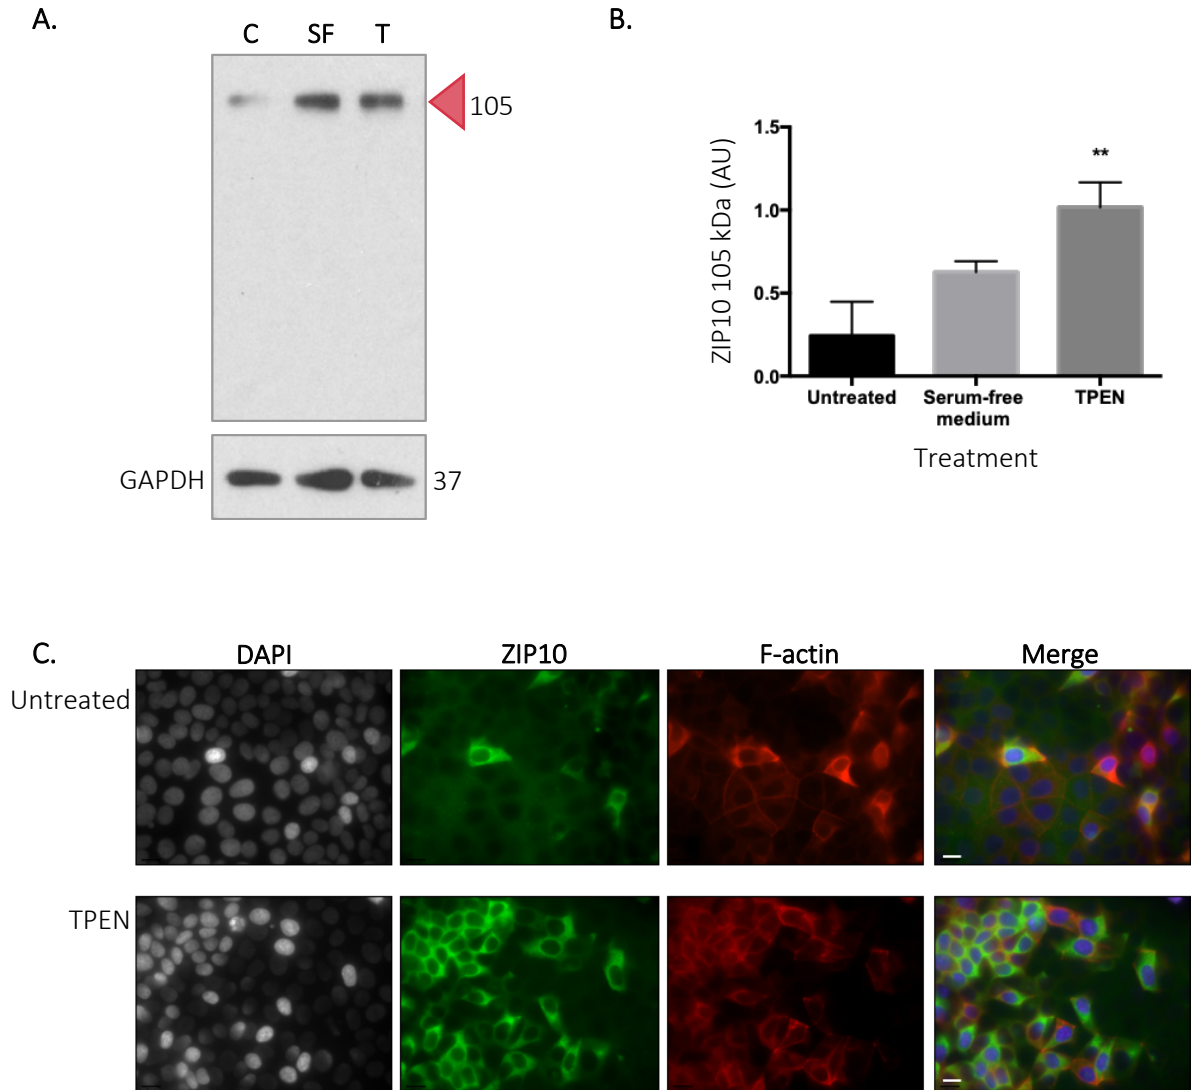 A.
C SF T
105
GAPDH 37
B.
ZIP10 105 kDa (AU)
1.5
1.0
0.5
0.0
**
Untreated Serum-free TPEN
medium
Treatment
C.
DAPI ZIP10 F-actin Merge
Untreated
TPEN